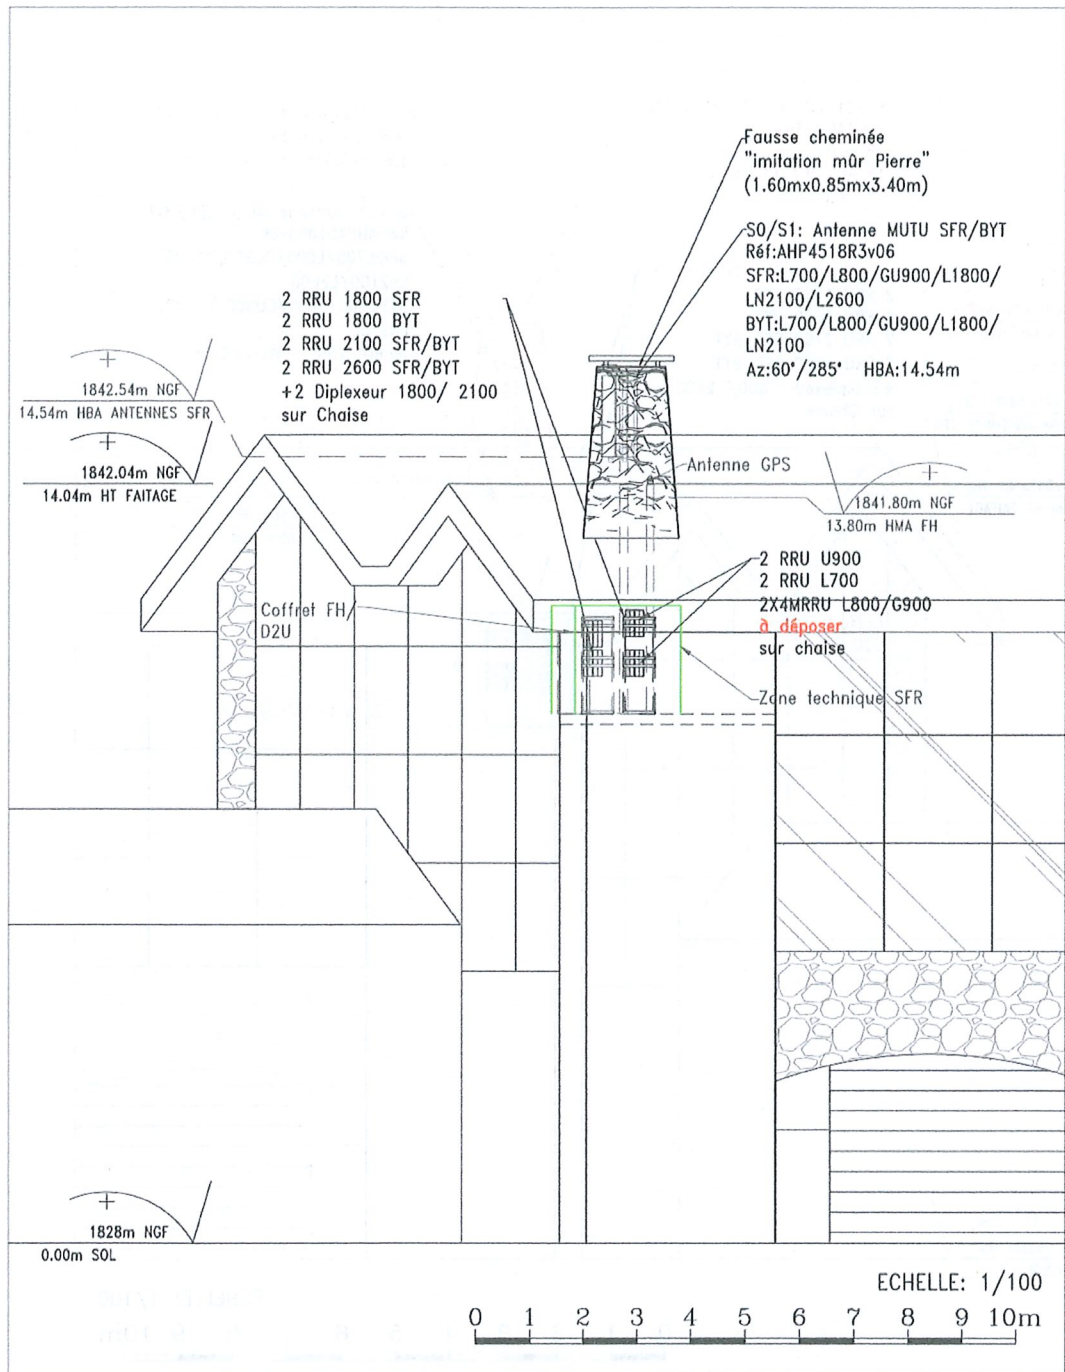 Fausse cheminée
"imitation mûr Pierre"
(1.60mx0.85mx3.40m)
S0/S1: Antenne MUTU SFR/BYT
Réf:AHP4518R3v06
SFR:L700/L800/GU900/L1800/
LN2100/L2600
BYT:L700/L800/GU900/L1800/
LN2100
Az:60°/285° HBA:14.54m
2 RRU 1800 SFR
2 RRU 1800 BYT
2 RRU 2100 SFR/BYT
2 RRU 2600 SFR/BYT
+2 Diplexeur 1800/ 2100
sur Chaise
1842.54m NGF
14.54m HBA ANTENNES SFR
1842.04m NGF
14.04m HT FAITAGE
Antenne GPS
1841.80m NGF
13.80m HMA FH
2 RRU U900
2 RRU L700
2X4MRRU L800/G900
à déposer
sur chaise
Coffret FH/
D2U
Zone technique SFR
1828m NGF
0.00m SOL
ECHELLE: 1/100
0 1 2 3 4 5 6 7 8 9 10m